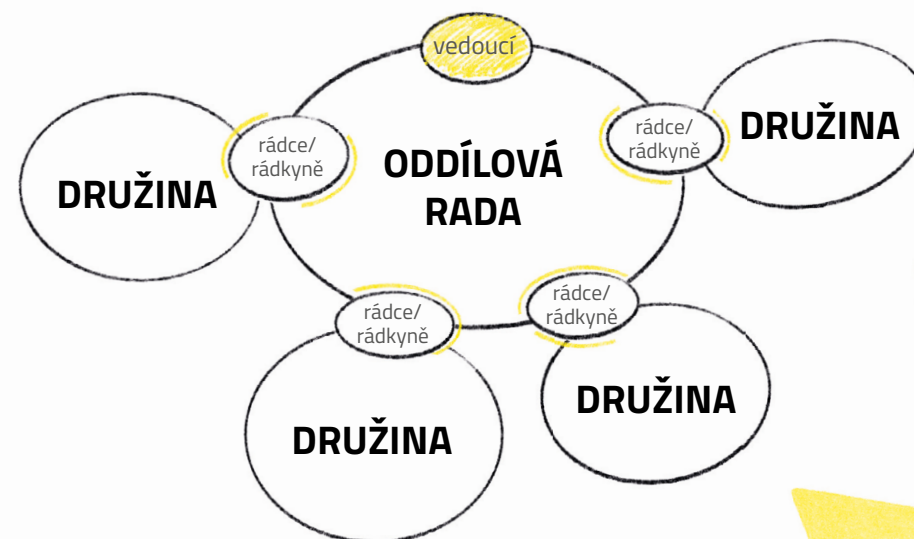 vedoucí
rádce/
rádkyně
DRUŽINA
ODDÍLOVÁ
RADA
rádce/
rádkyně
DRUŽINA
rádce/
rádkyně
DRUŽINA
rádce/
rádkyně
DRUŽINA